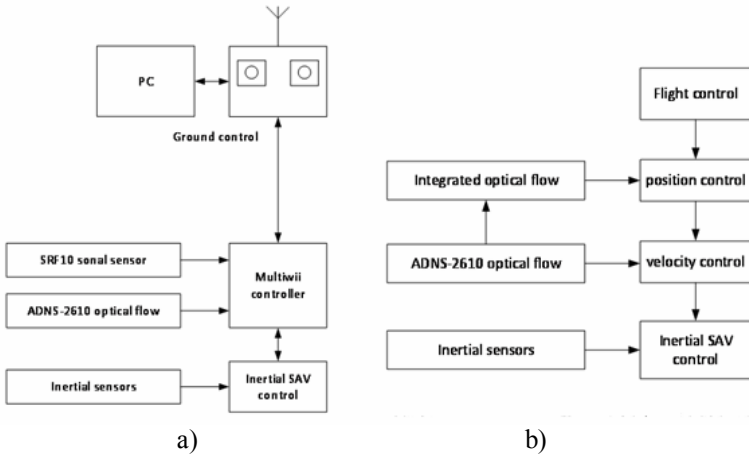 PC
Ground control
SRF10 sonal sensor
ADNS-2610 optical flow
Inertial sensors
Multiwii
controller
Inertial SAV
control
a)
Flight control
Integrated optical flow
position control
ADNS-2610 optical flow
velocity control
Inertial sensors
Inertial SAV
control
b)